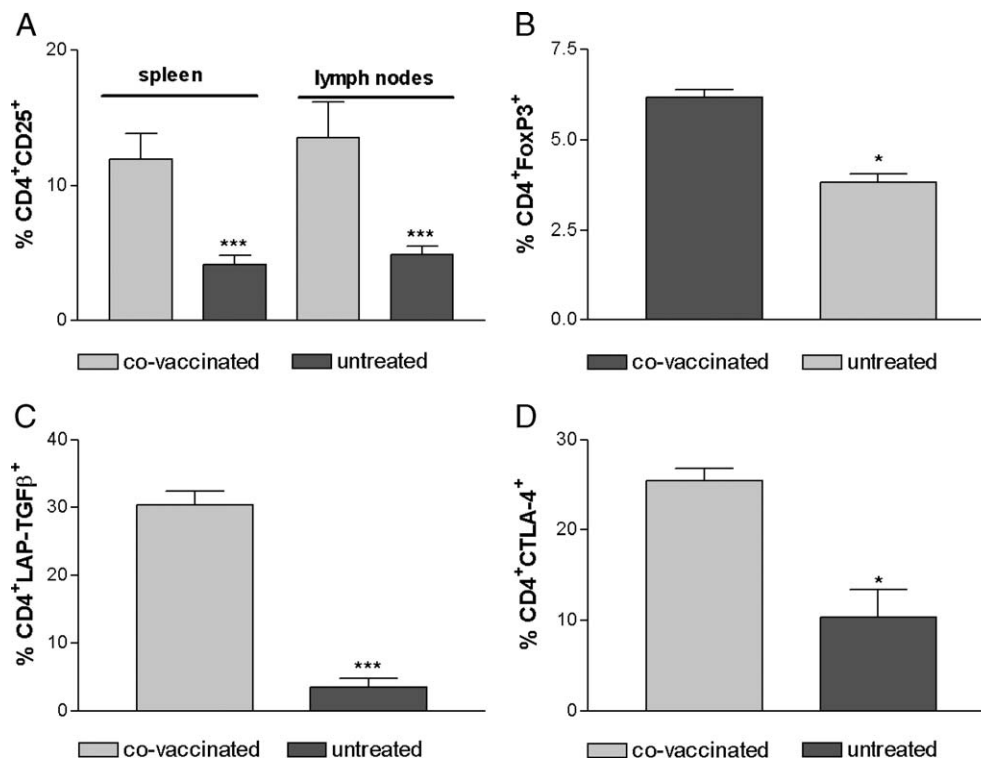 A
% CD4⁺CD25⁺
20
10
0
spleen
lymph nodes
***
***
co-vaccinated
untreated
B
% CD4⁺FoxP3⁺
7.5
5.0
2.5
0.0
*
co-vaccinated
untreated
C
% CD4⁺LAP-TGFβ⁺
40
30
20
10
0
***
co-vaccinated
untreated
D
% CD4⁺CTLA-4⁺
30
20
10
0
*
co-vaccinated
untreated